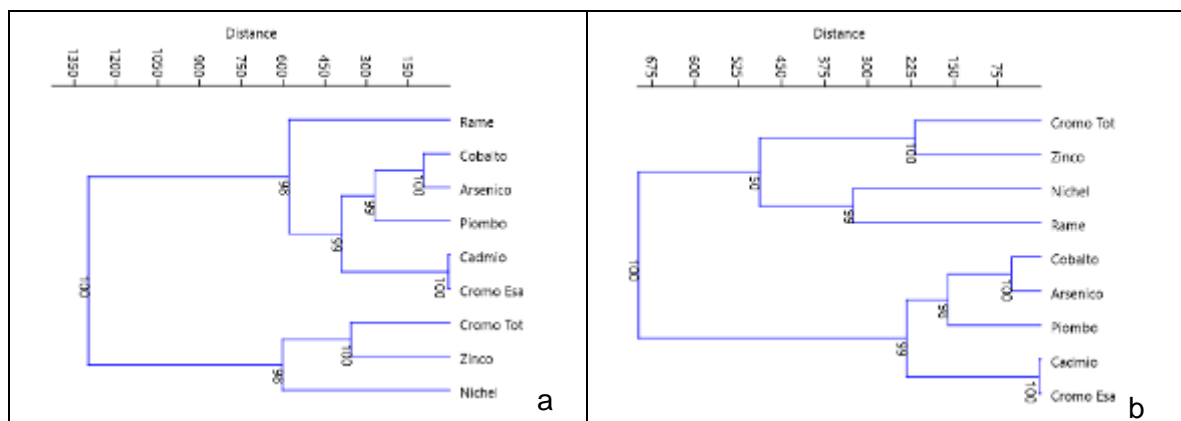 Distance
1350 1200 1050 900 750 600 450 300 150
Rame
Cobalto
100
Arsenico
98
99
Piombo
99
Cadmio
100
100
Cromo Esa
Cromo Tot
100
Zinco
98
Nichel
a
Distance
675 600 525 450 375 300 225 150 75
Cromo Tot
100
Zinco
50
Nichel
99
Rame
Cobalto
100
100
Arsenico
98
Piombo
99
Cadmio
100
Cromo Esa
b